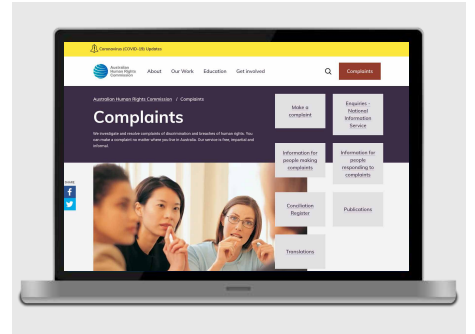 Coronavirus (COVID-19) Updates
Australian
Human Rights
Commission
About Our Work Education Get involved
Complaints
Australian Human Rights Commission / Complaints
Complaints
We investigate and resolve complaints of discrimination and breaches of human rights. You
can make a complaint no matter where you live in Australia. Our service is free, impartial and
informal.
Make a
complaint
Enquiries -
National
Information
Service
Information for
people making
complaints
Information for
people
responding to
complaints
SHARE
Conciliation
Register
Publications
Translations